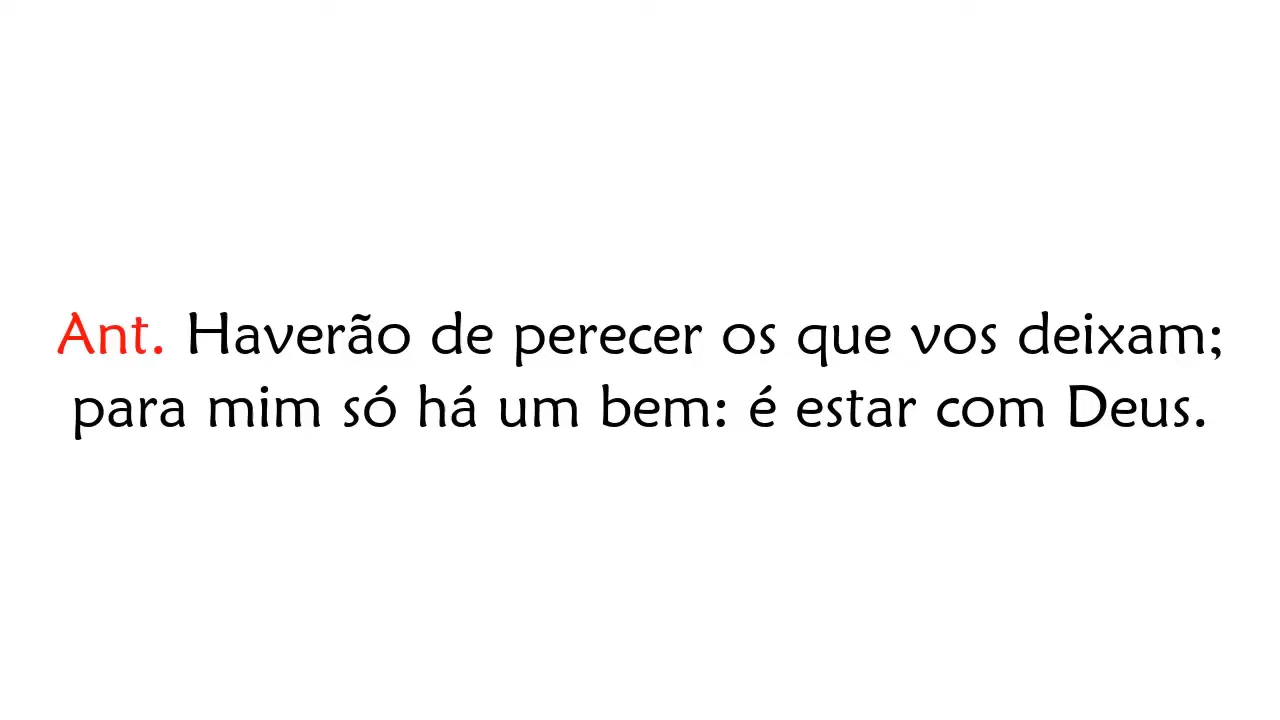 Ant. Haverão de perecer os que vos deixam;
para mim só há um bem: é estar com Deus.